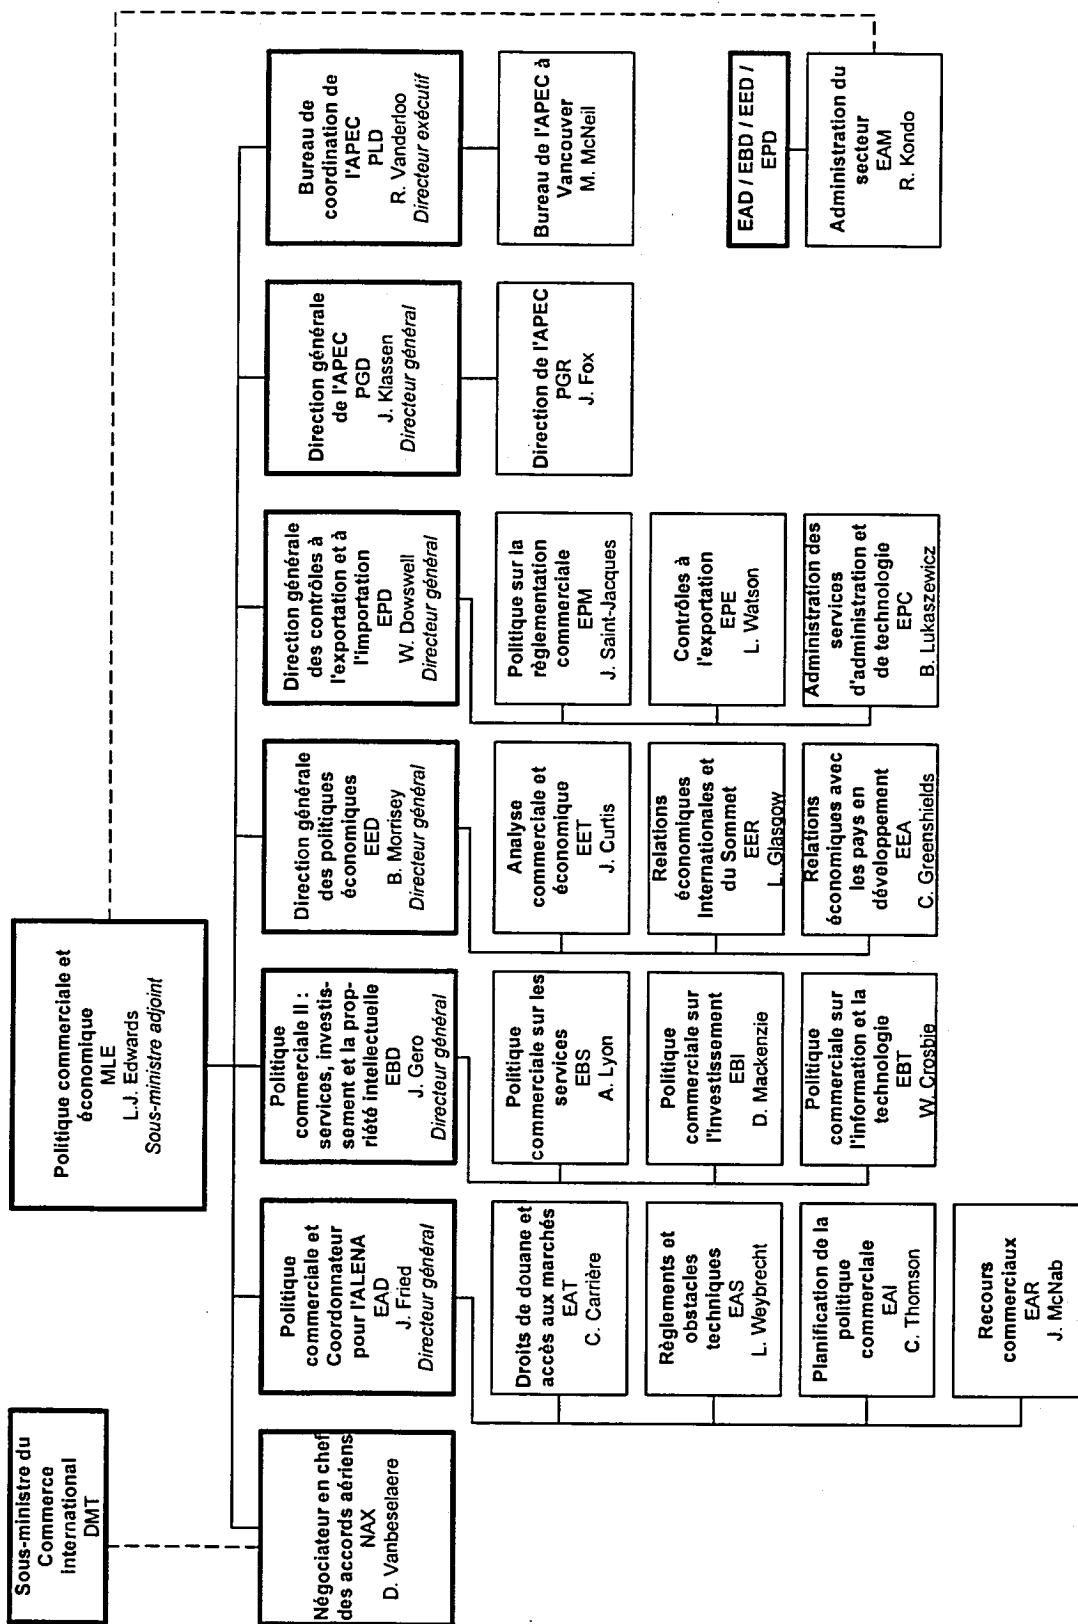 Sous-ministre du
Commerce
international
DMT
Politique commerciale et
économique
MLE
L.J. Edwards
Sous-ministre adjoint
Négociateur en chef
des accords aériens
NAX
D. Vanbeselaere
Politique
commerciale et
Coordonnateur
pour l'ALENA
EAD
J. Fried
Directeur général
Politique
commerciale II :
services, investis-
sement et la prop-
riété intellectuelle
EBD
J. Gero
Directeur général
Direction générale
des politiques
économiques
EED
B. Morrisey
Directeur général
Direction générale
des contrôles à
l'exportation et à
l'importation
EPD
W. Dowswell
Directeur général
Direction générale
de l'APEC
PGD
J. Klassen
Directeur général
Bureau de
coordination de
l'APEC
PLD
R. Vanderloo
Directeur exécutif
Droits de douane et
accès aux marchés
EAT
C. Carrière
Politique
commerciale sur les
services
EBS
A. Lyon
Analyse
commerciale et
économique
EET
J. Curtis
Politique sur la
règlementation
commerciale
EPM
J. Saint-Jacques
Direction de l'APEC
PGR
J. Fox
Bureau de l'APEC à
Vancouver
M. McNeil
Règlements et
obstacles
techniques
EAS
L. Weybrecht
Politique
commerciale sur
l'investissement
EBI
D. Mackenzie
Relations
économiques
Internationales et
du Sommet
EER
L. Glasgow
Contrôles à
l'exportation
EPE
L. Watson
Planification de la
politique
commerciale
EAI
C. Thomson
Politique
commerciale sur
l'information et la
technologie
EBT
W. Crosbie
Relations
économiques avec
les pays en
développement
EEA
C. Greenshields
Administration des
services
d'administration et
de technologie
EPC
B. Lukaszewicz
EAD / EBD / EED /
EPD
Administration du
secteur
EAM
R. Kondo
Recours
commerciaux
EAR
J. McNab